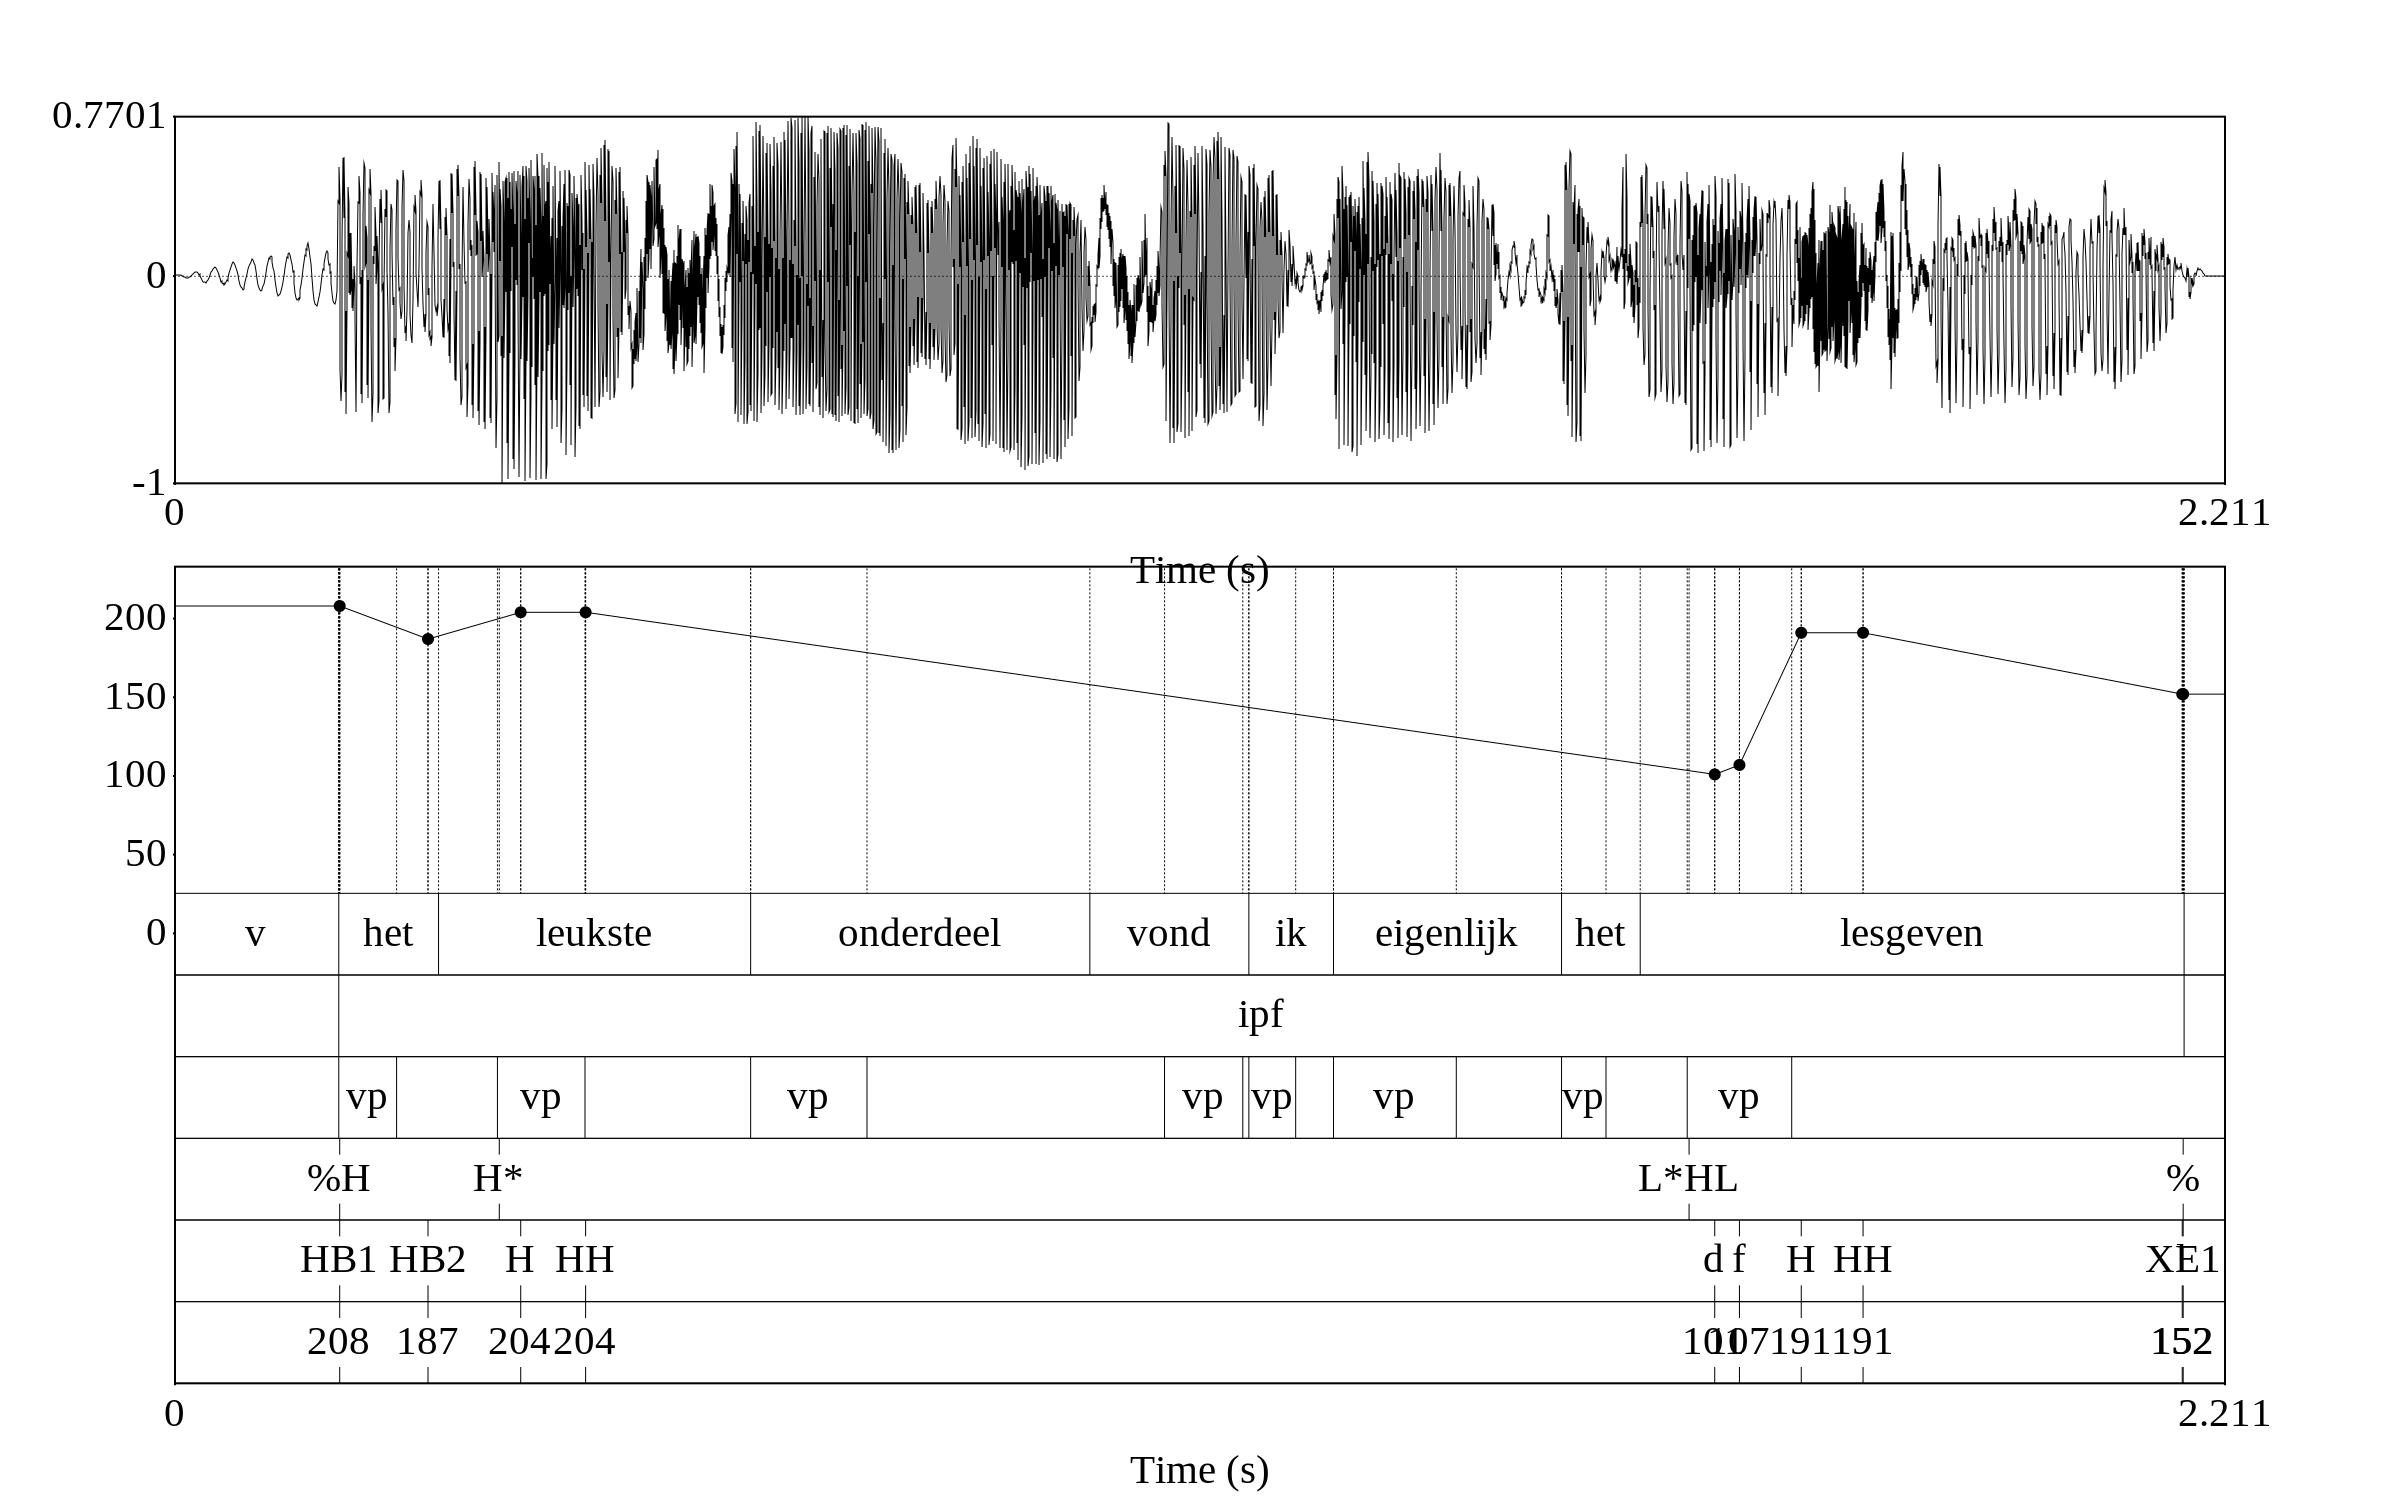 0.7701
0
-1
0 2.211
Time (s)
200
150
100
50
0
v het leukste onderdeel vond ik eigenlijk het lesgeven
ipf
vp vp vp vp vp vp vp vp
%H H* L*HL %
HB1 HB2 H HH d f H HH XE1
208 187 204 204 101 107 191 191 152
0 2.211
Time (s)